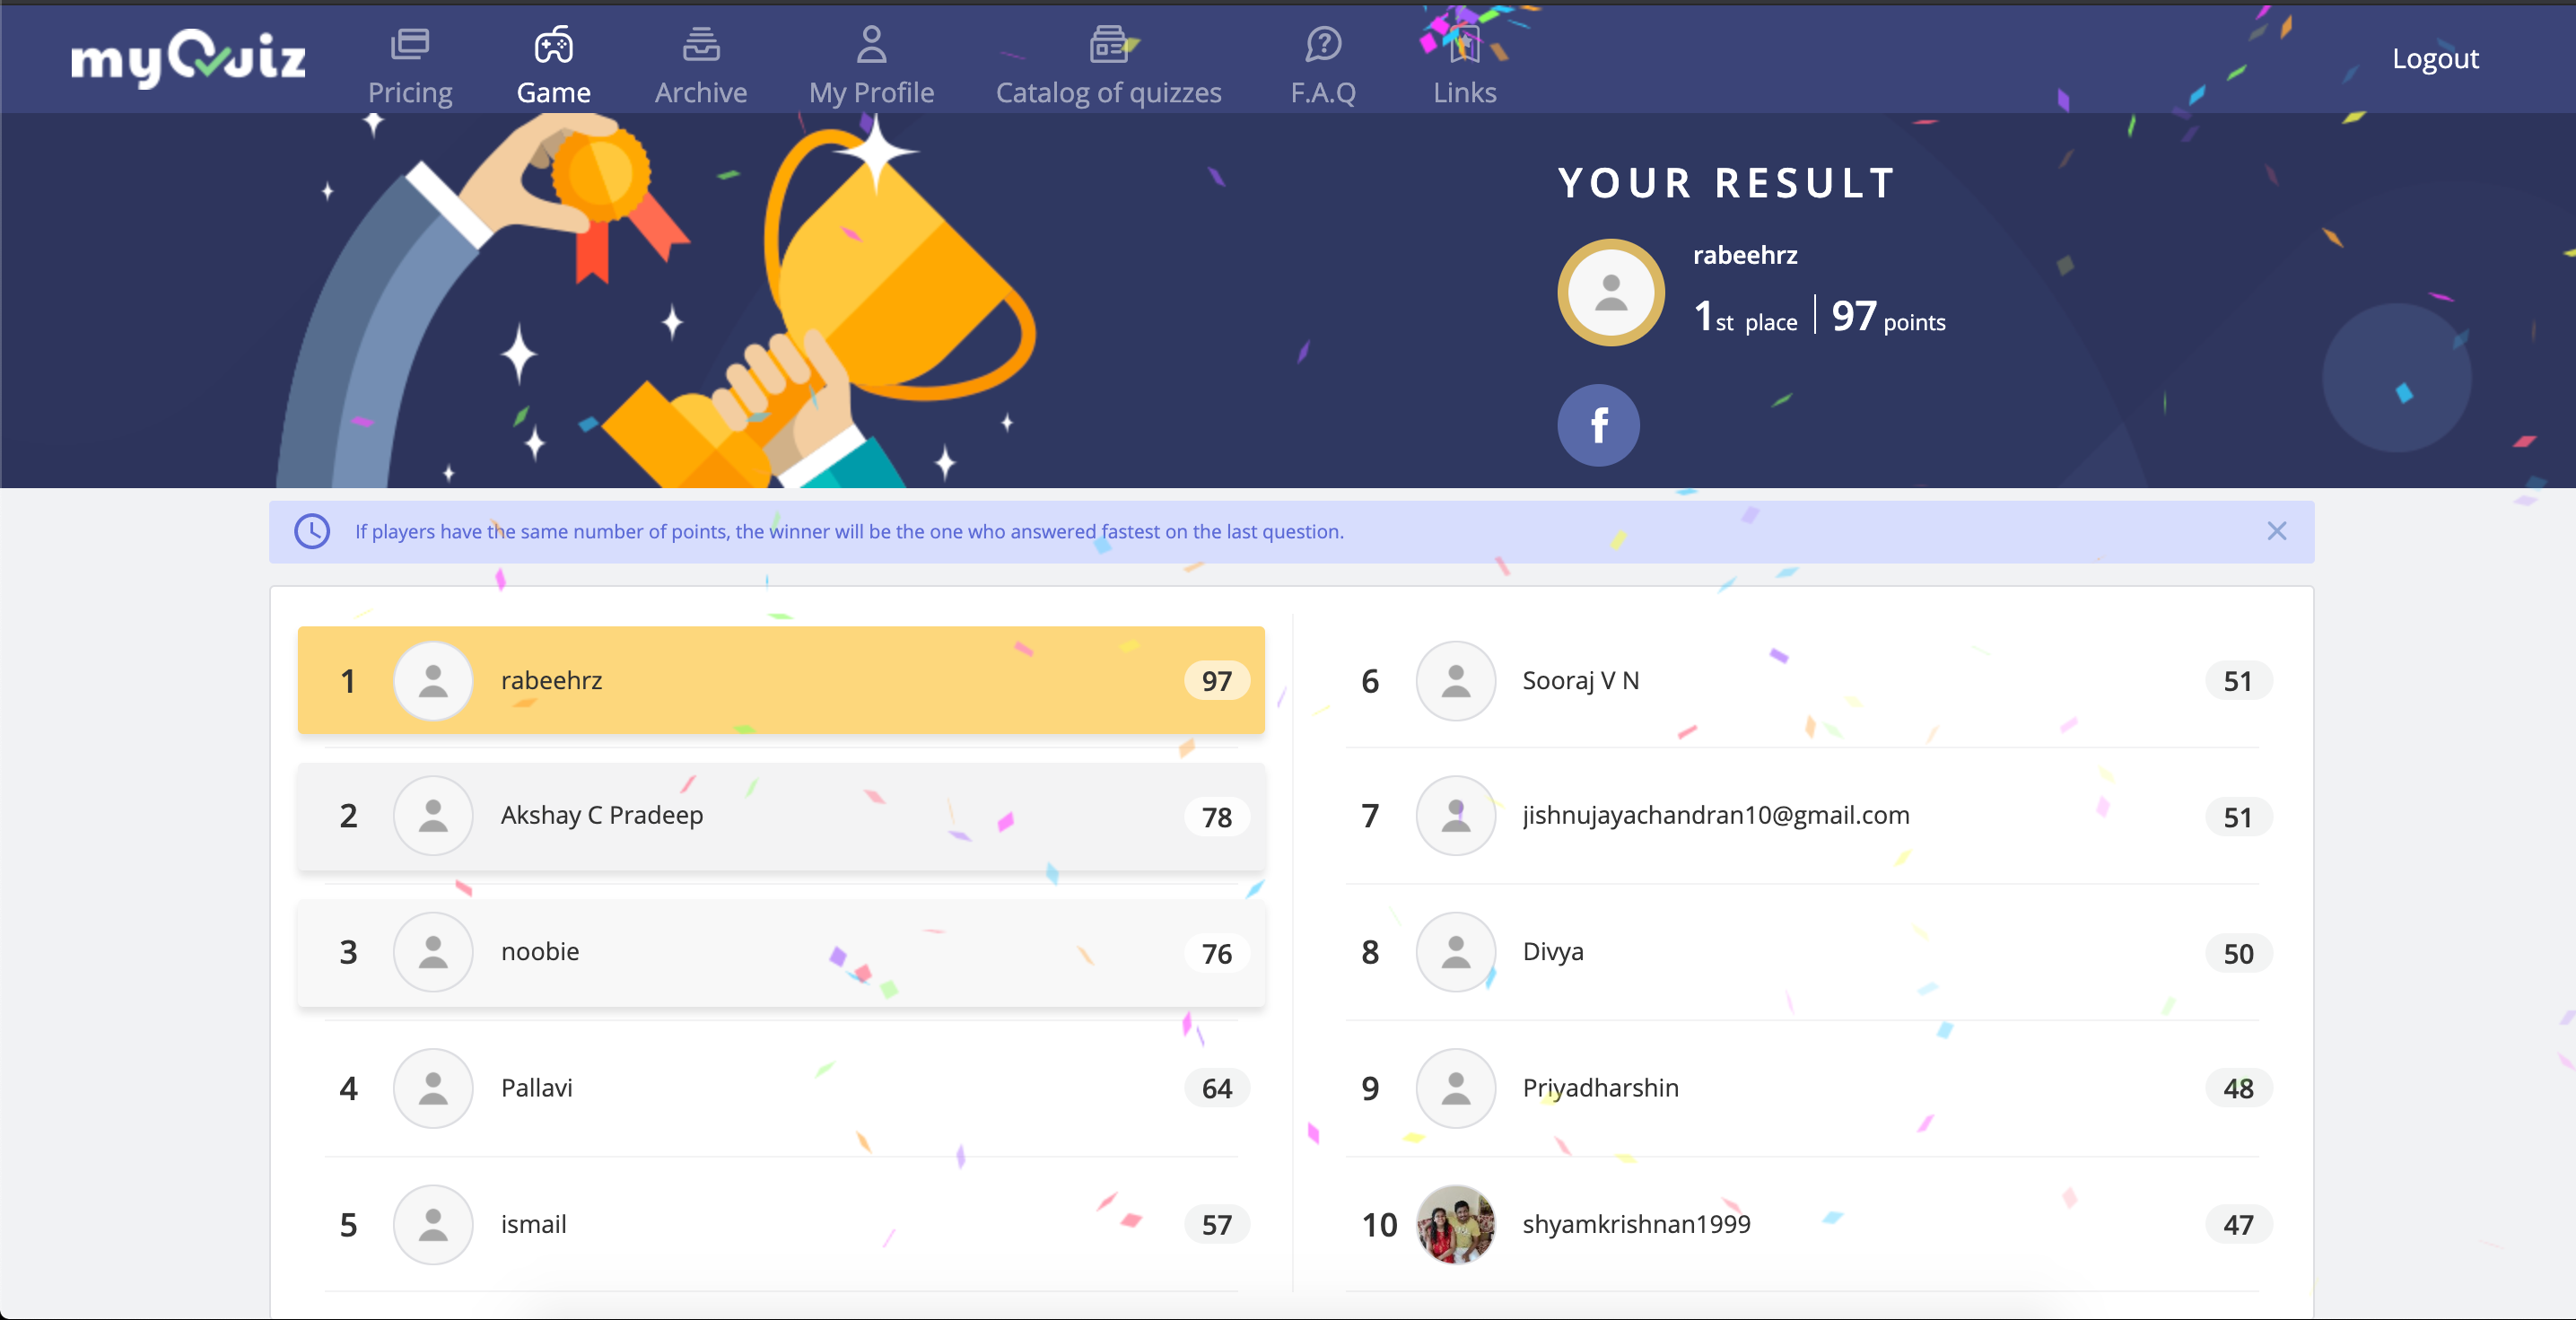 myQuiz
Pricing
Game
Archive
My Profile
Catalog of quizzes
F.A.Q
Links
Logout
YOUR RESULT
rabeehrz
1st place | 97 points
f
If players have the same number of points, the winner will be the one who answered fastest on the last question.
1 rabeehrz 97
2 Akshay C Pradeep 78
3 noobie 76
4 Pallavi 64
5 ismail 57
6 Sooraj V N 51
7 jishnujayachandran10@gmail.com 51
8 Divya 50
9 Priyadharshin 48
10 shyamkrishnan1999 47